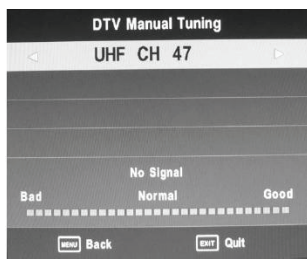 DTV Manual Tuning
UHF CH 47
No Signal
Bad Normal Good
MENU Back EXIT Quit